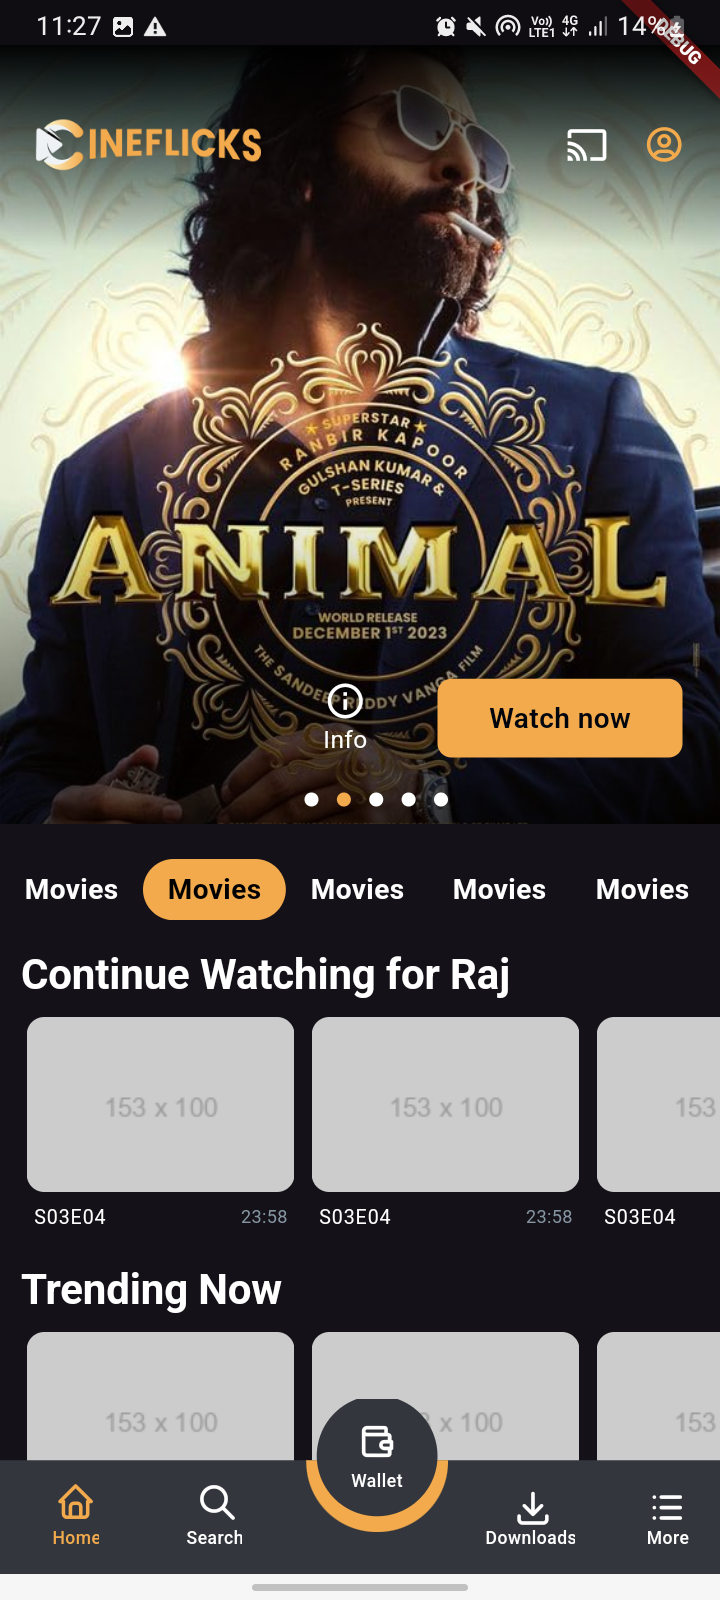 11:27
Vo)) LTE1 4G 14%
DEBUG
CINEFLICKS
SUPERSTAR
RANBIR KAPOOR
GULSHAN KUMAR &
T-SERIES
PRESENT
ANIMAL
WORLD RELEASE
DECEMBER 1ST 2023
THE SANDEEP REDDY VANGA FILM
Info
Watch now
Movies Movies Movies Movies Movies
Continue Watching for Raj
153 x 100 153 x 100 153
S03E04 23:58 S03E04 23:58 S03E04
Trending Now
153 x 100 x 100 153
Wallet
Home Search Downloads More